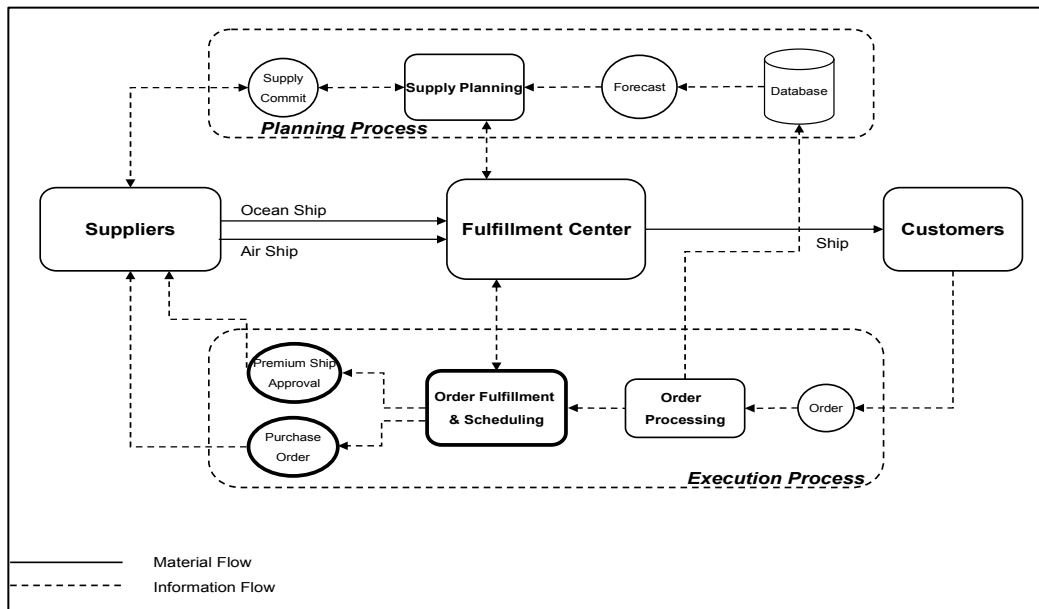 Supply
Commit
Supply Planning
Forecast
Database
Planning Process
Suppliers
Ocean Ship
Air Ship
Fulfillment Center
Ship
Customers
Premium Ship
Approval
Purchase
Order
Order Fulfillment
& Scheduling
Order
Processing
Order
Execution Process
Material Flow
Information Flow